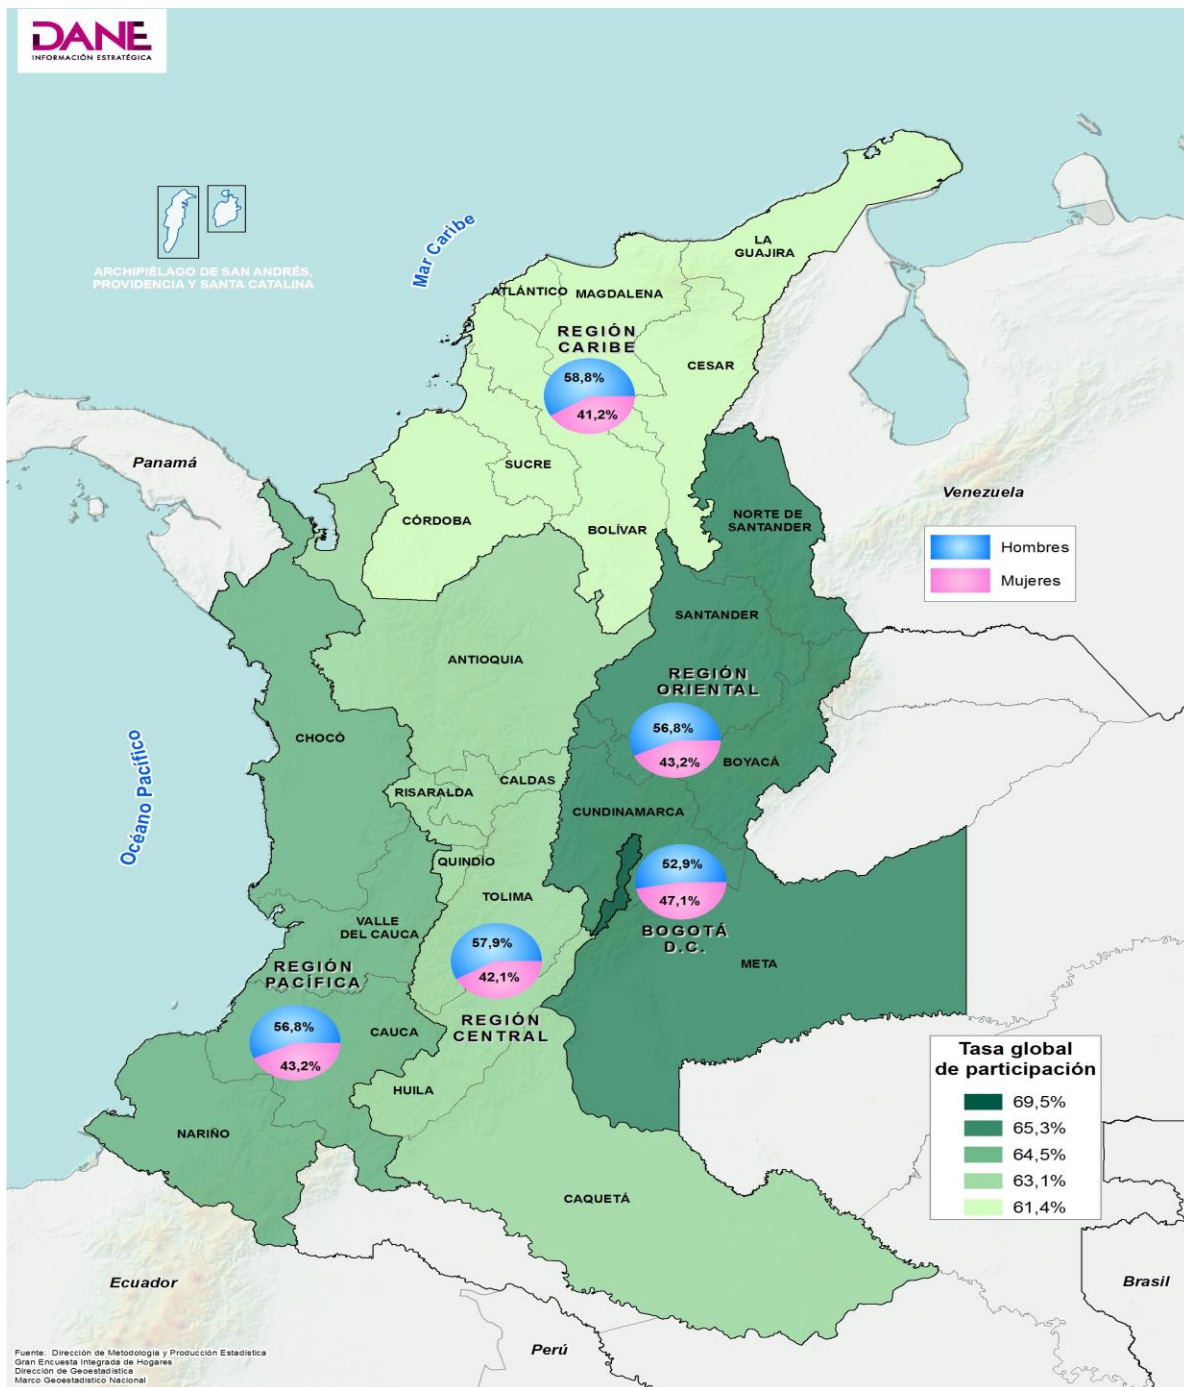 DANE
INFORMACIÓN ESTRATÉGICA
ARCHIPIÉLAGO DE SAN ANDRÉS,
PROVIDENCIA Y SANTA CATALINA
Mar Caribe
LA
GUAJIRA
ATLÁNTICO
MAGDALENA
REGIÓN
CARIBE
58,8%
41,2%
CESAR
SUCRE
CÓRDOBA
BOLÍVAR
Panamá
Venezuela
NORTE DE
SANTANDER
Hombres
Mujeres
SANTANDER
ANTIOQUIA
REGIÓN
ORIENTAL
56,8%
43,2%
BOYACÁ
CHOCÓ
CALDAS
RISARALDA
CUNDINAMARCA
Océano Pacífico
QUINDÍO
TOLIMA
52,9%
47,1%
BOGOTÁ
D.C.
VALLE
DEL CAUCA
57,9%
42,1%
REGIÓN
CENTRAL
META
REGIÓN
PACÍFICA
56,8%
43,2%
CAUCA
HUILA
NARIÑO
CAQUETÁ
Tasa global
de participación
69,5%
65,3%
64,5%
63,1%
61,4%
Ecuador
Brasil
Perú
Fuente: Dirección de Metodología y Producción Estadística
Gran Encuesta Integrada de Hogares
Dirección de Geoestadística
Marco Geoestadístico Nacional